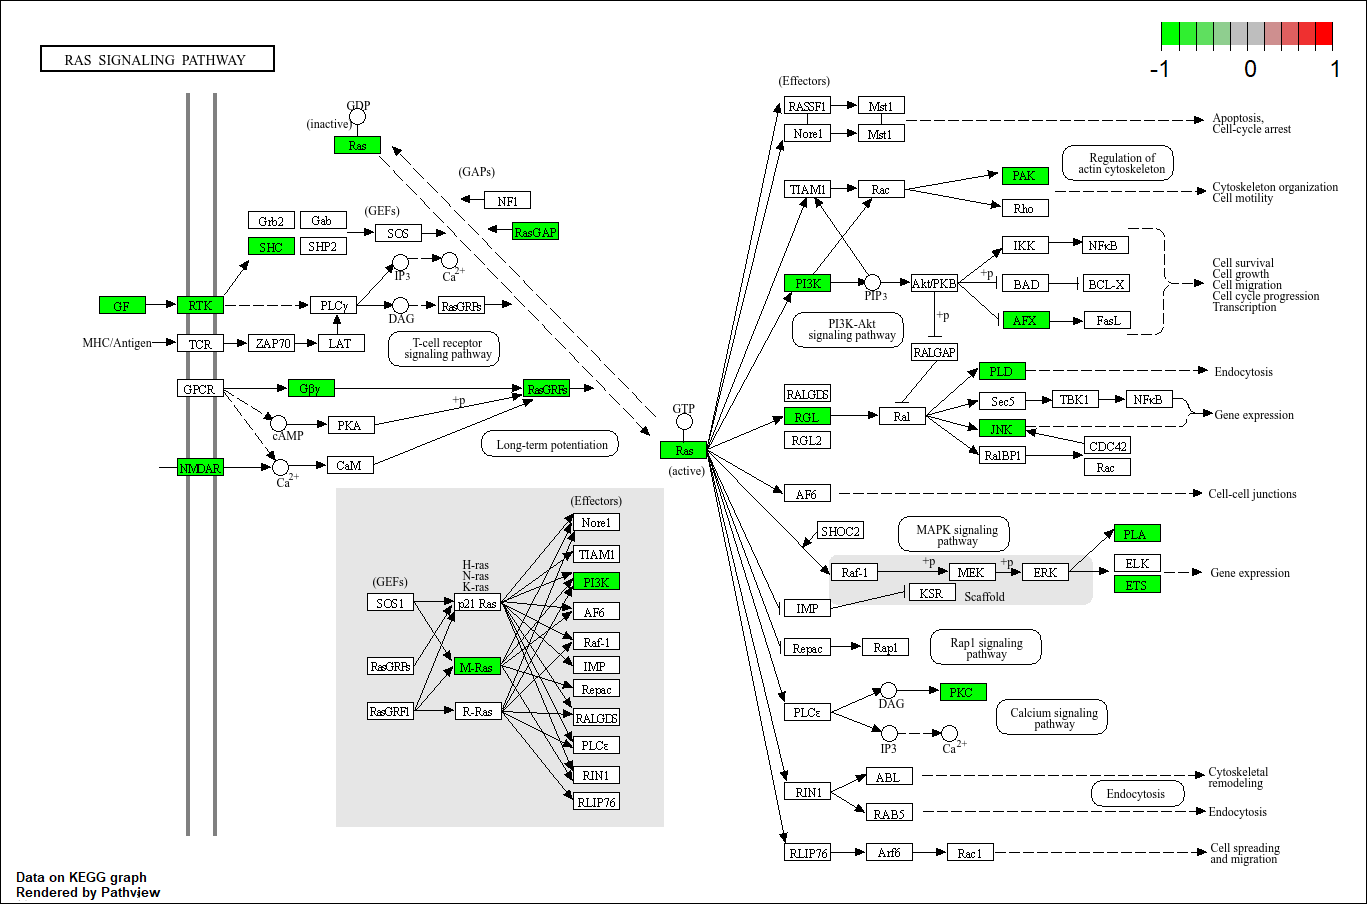 RAS SIGNALING PATHWAY
-1
0
1
GDP
(inactive)
Ras
(GAPs)
NF1
RasGAP
(GEFs)
Grb2
Gab
SHC
SHP2
SOS
IP3
Ca2+
GF
RTK
PLCγ
DAG
RasGRPs
MHC/Antigen
TCR
ZAP70
LAT
T-cell receptor
signaling pathway
GPCR
Gβγ
RasGRFs
+p
cAMP
PKA
Long-term potentiation
NMDAR
Ca2+
CaM
GTP
Ras
(active)
(Effectors)
Nore1
TIAM1
PI3K
AF6
Raf-1
IMP
Repac
RALGDS
PLCε
RIN1
RLIP76
H-ras
N-ras
K-ras
(GEFs)
SOS1
p21 Ras
RasGRPs
M-Ras
RasGRF1
R-Ras
(Effectors)
RASSF1
Mst1
Nore1
Mst1
Apoptosis,
Cell-cycle arrest
Regulation of
actin cytoskeleton
TIAM1
Rac
PAK
Rho
Cytoskeleton organization
Cell motility
PI3K
PIP3
Akt/PKB
+p
+p
IKK
NFκB
BAD
BCL-X
AFX
FasL
Cell survival
Cell growth
Cell migration
Cell cycle progression
Transcription
PI3K-Akt
signaling pathway
RALGAP
RALGDS
RGL
RGL2
Ral
PLD
Endocytosis
Sec5
TBK1
NFκB
JNK
Gene expression
RalBP1
CDC42
Rac
AF6
Cell-cell junctions
SHOC2
MAPK signaling
pathway
Raf-1
+p
MEK
+p
ERK
PLA
ELK
ETS
Gene expression
KSR
Scaffold
IMP
Repac
Rap1
Rap1 signaling
pathway
PLCε
DAG
PKC
IP3
Ca2+
Calcium signaling
pathway
RIN1
ABL
Cytoskeletal
remodeling
RAB5
Endocytosis
Endocytosis
RLIP76
Arf6
Rac1
Cell spreading
and migration
Data on KEGG graph
Rendered by Pathview